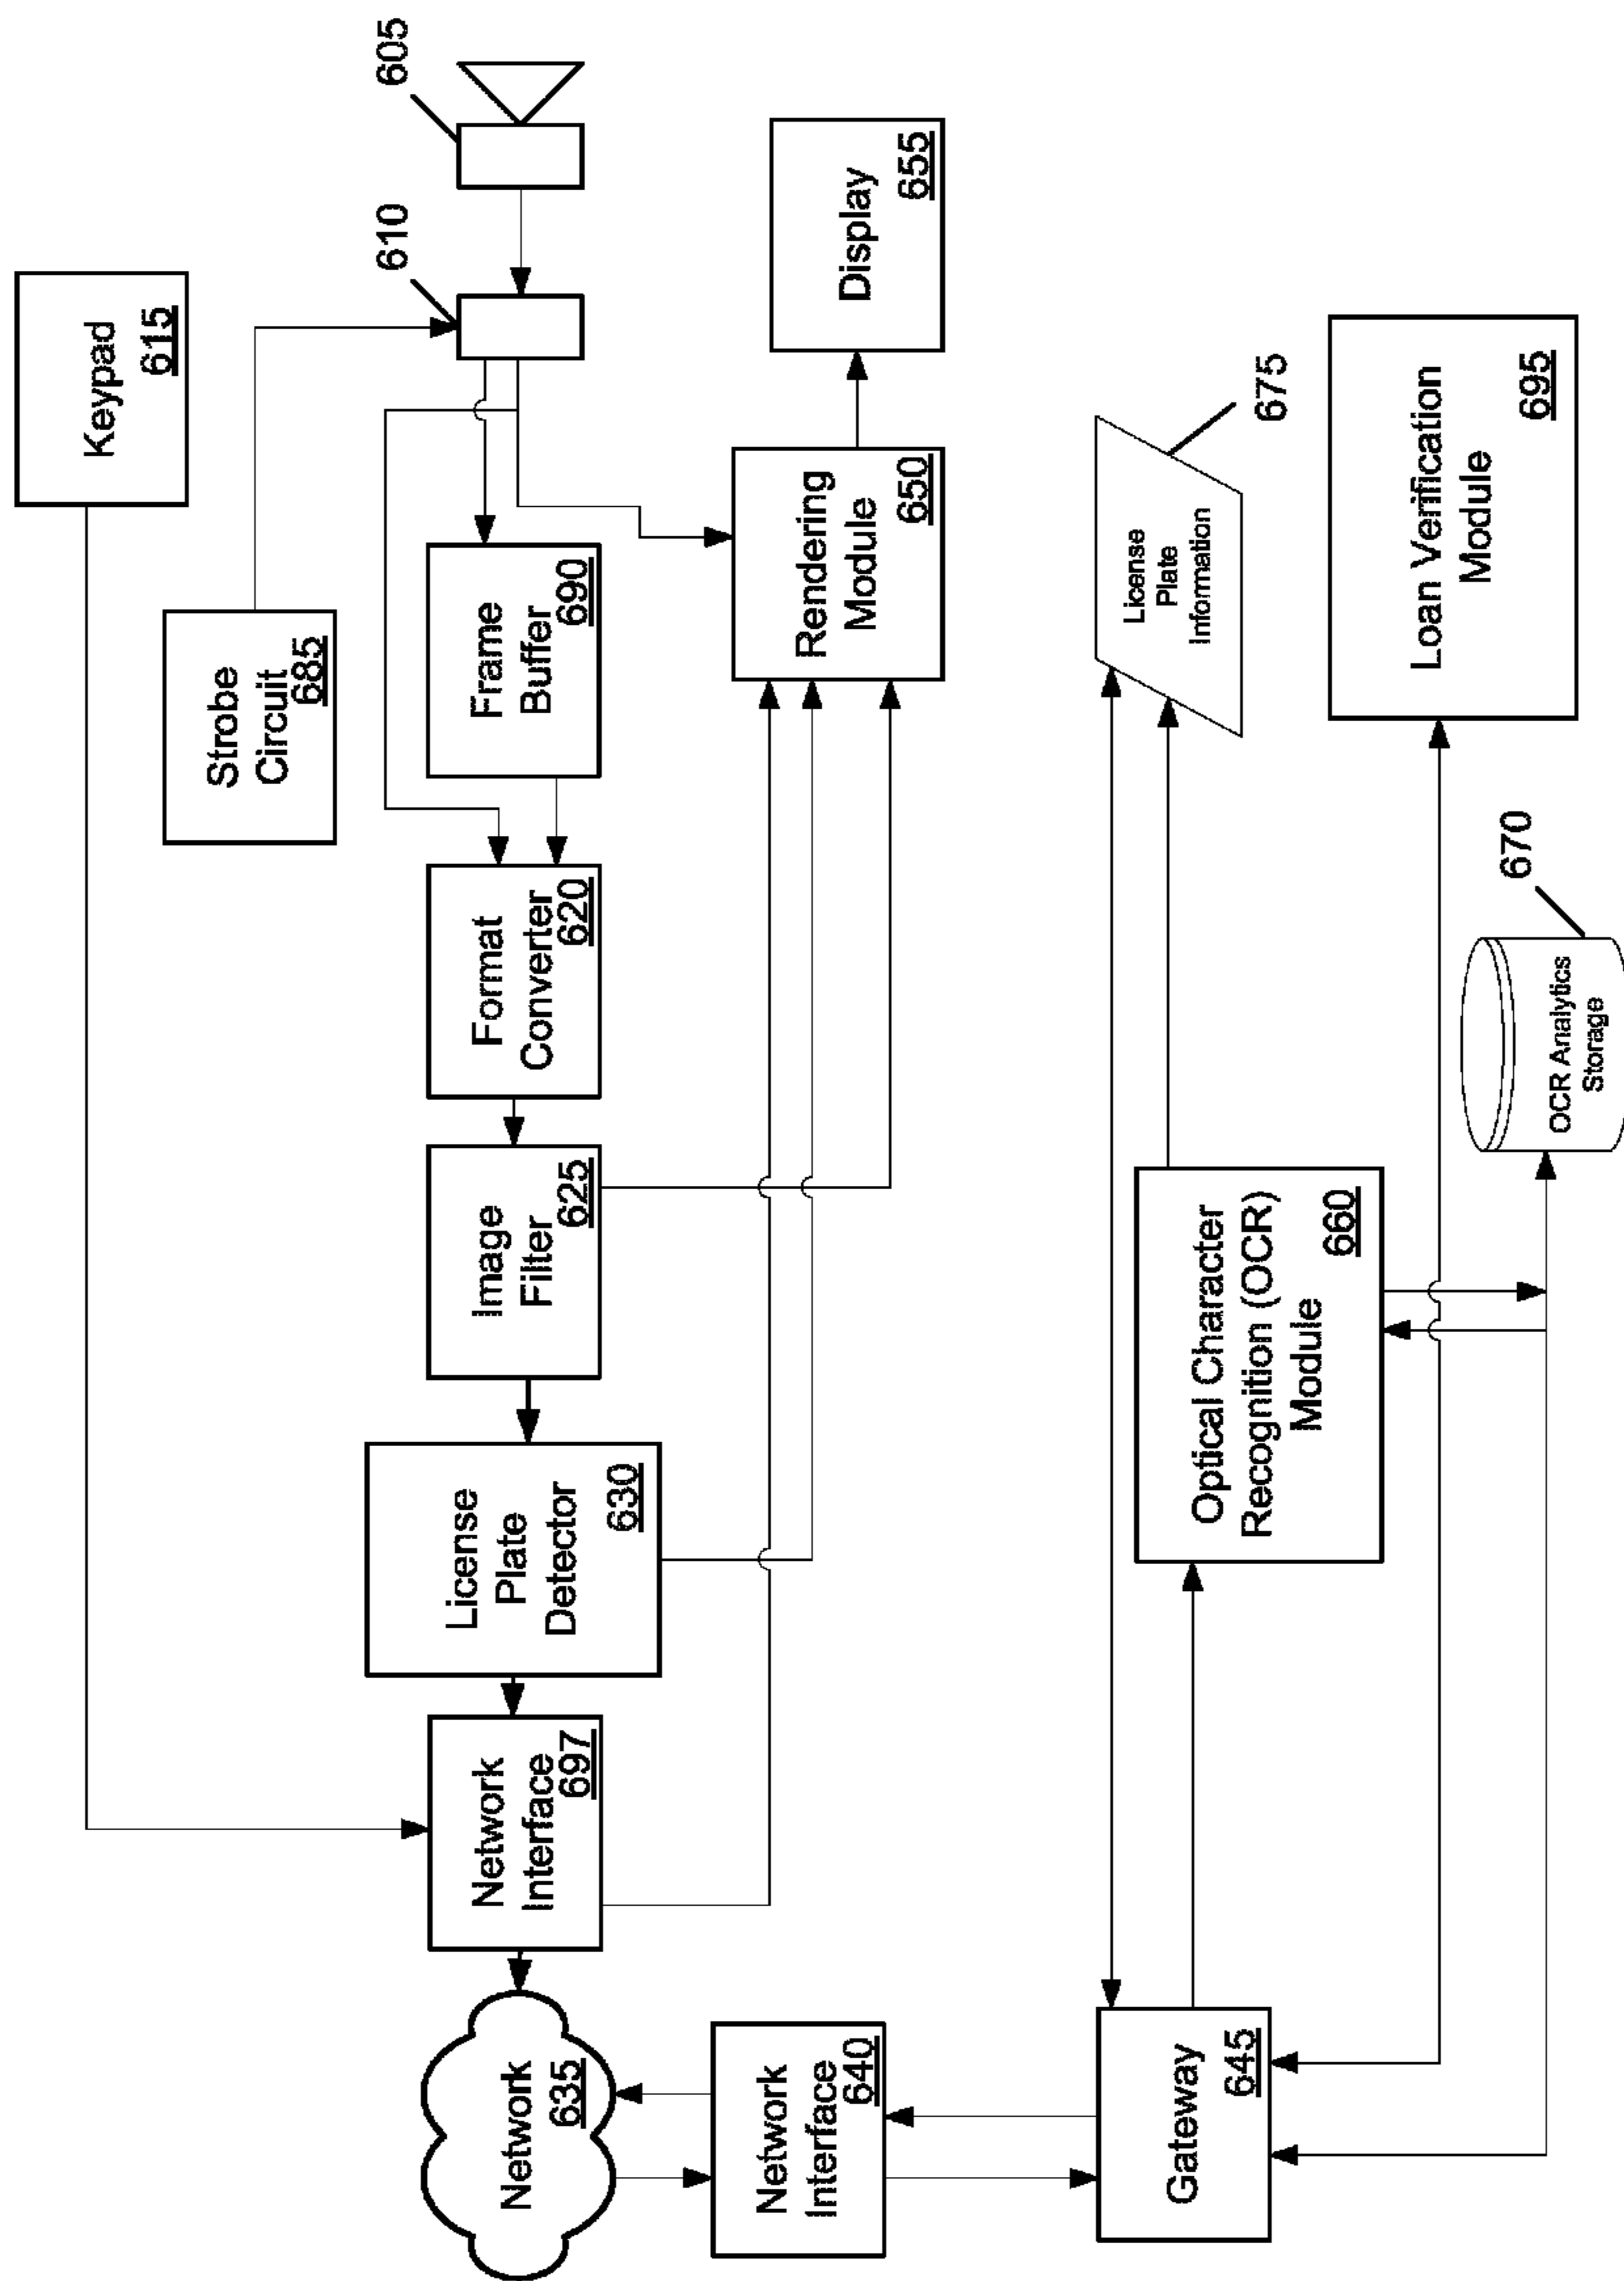 Keypad
615
Strobe
Circuit
685
605
610
Frame
Buffer
690
Format
Converter
620
Image
Filter
625
License
Plate
Detector
630
Network
Interface
697
Network
635
Network
Interface
640
Display
655
Rendering
Module
650
License
Plate
Information
675
Optical Character
Recognition (OCR)
Module
660
Gateway
645
Loan Verification
Module
695
OCR Analytics
Storage
670